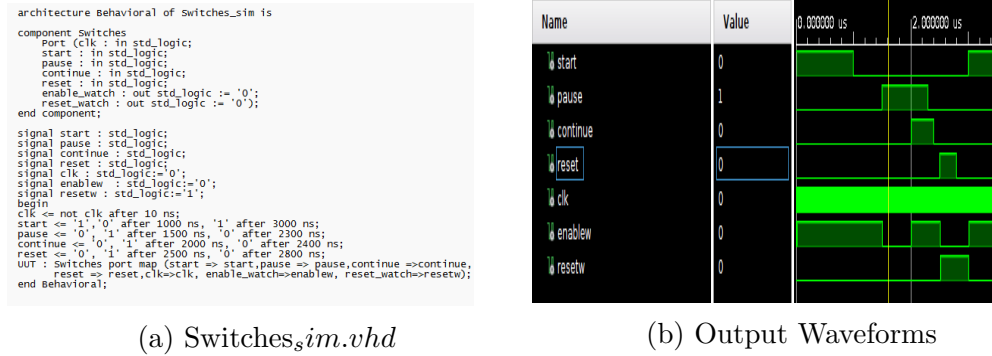 architecture Behavioral of Switches_sim is
component Switches
Port (clk : in std_logic;
start : in std_logic;
pause : in std_logic;
continue : in std_logic;
reset : in std_logic;
enable_watch : out std_logic := '0';
reset_watch : out std_logic := '0');
end component;
signal start : std_logic;
signal pause : std_logic;
signal continue : std_logic;
signal reset : std_logic;
signal clk : std_logic:='0';
signal enablew : std_logic:='0';
signal resetw : std_logic:='1';
begin
clk <= not clk after 10 ns;
start <= '1','0' after 1000 ns, '1' after 3000 ns;
pause <= '0', '1' after 1500 ns, '0' after 2300 ns;
continue <= '0', '1' after 2000 ns, '0' after 2400 ns;
reset <= '0', '1' after 2500 ns, '0' after 2800 ns;
UUT : Switches port map (start => start,pause => pause,continue =>continue,
reset => reset,clk=>clk, enable_watch=>enablew, reset_watch=>resetw);
end Behavioral;
(a) Switches_sim.vhd
Name Value 0.000000 us 2.000000 us
start 0
pause 1
continue 0
reset 0
clk 0
enablew 0
resetw 0
(b) Output Waveforms